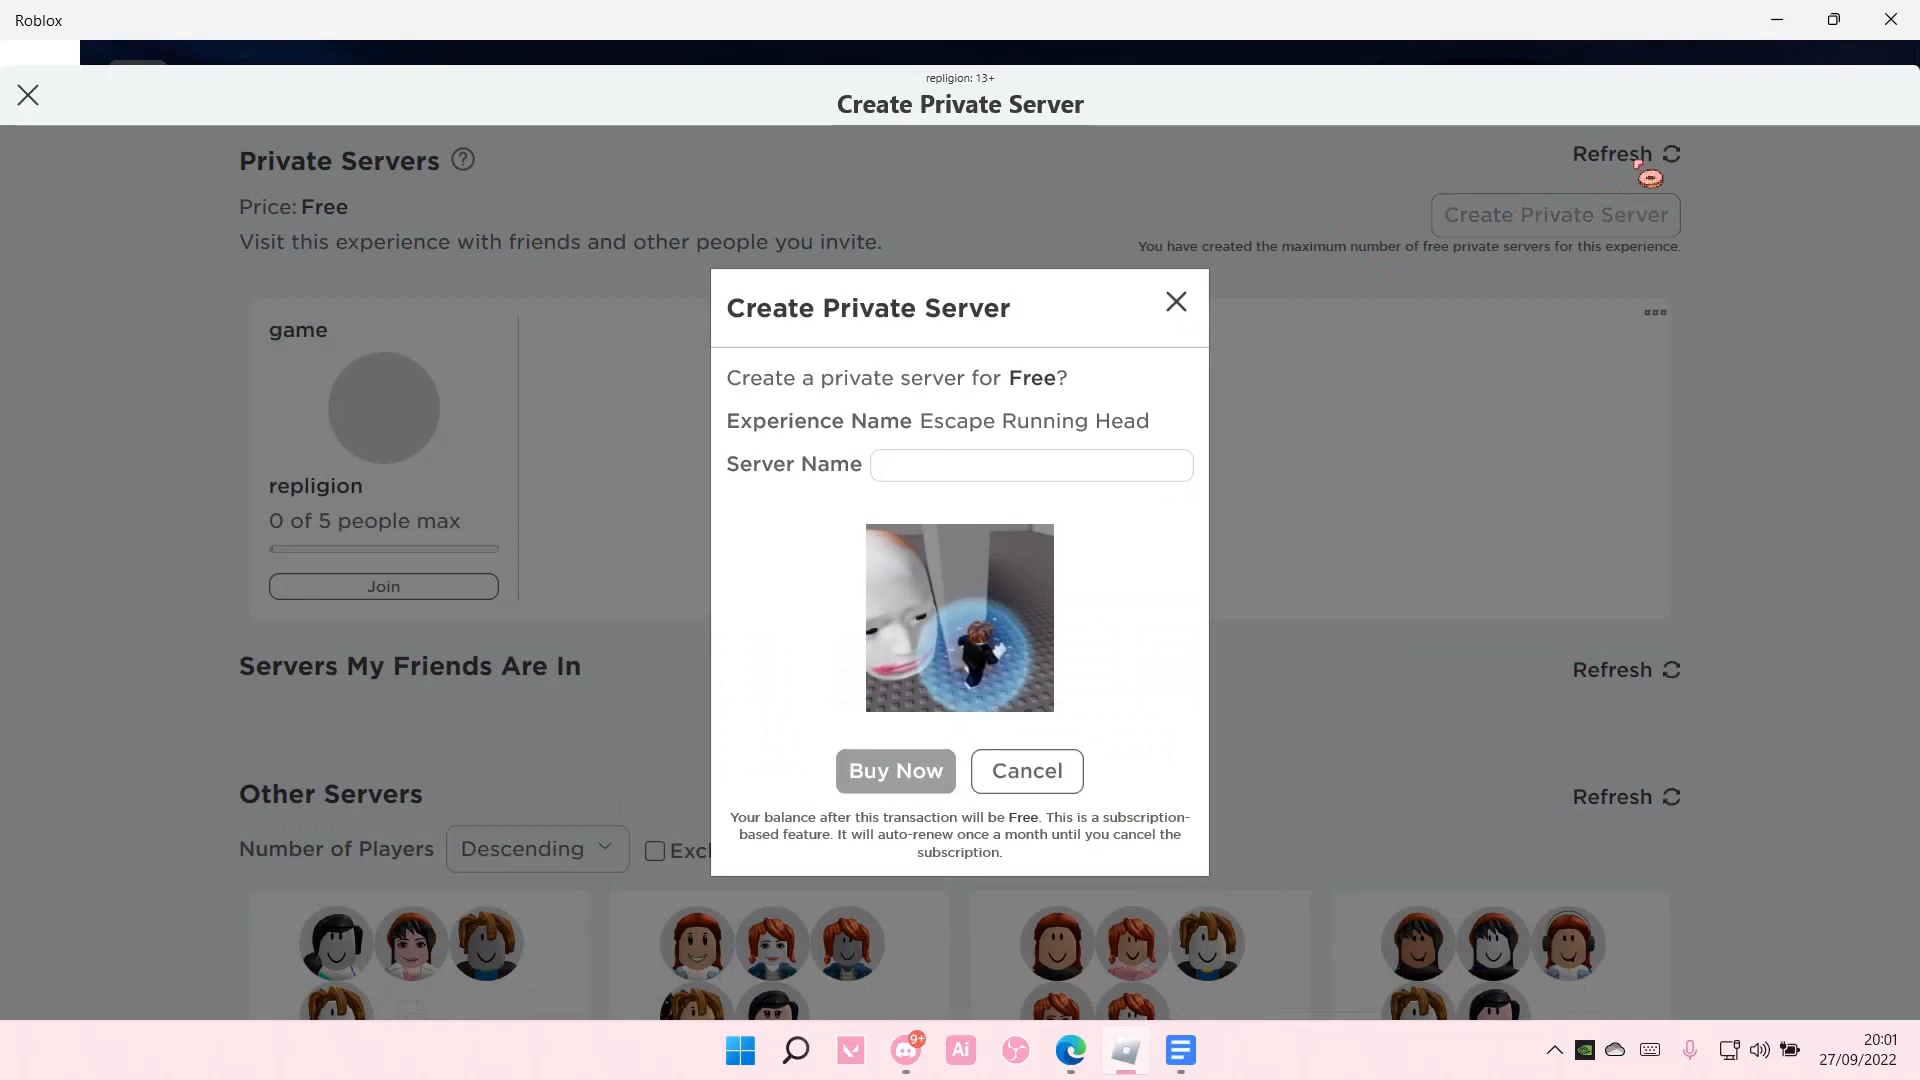 Roblox
repligion: 13+
Create Private Server
Private Servers
Refresh
Price: Free
Create Private Server
Visit this experience with friends and other people you invite.
You have created the maximum number of free private servers for this experience.
game
repligion
0 of 5 people max
Join
Create Private Server
Create a private server for Free?
Experience Name Escape Running Head
Server Name
Buy Now
Cancel
Your balance after this transaction will be Free. This is a subscription-
based feature. It will auto-renew once a month until you cancel the
subscription.
Servers My Friends Are In
Refresh
Other Servers
Refresh
Number of Players
Descending
Excl
9+
Ai
20:01
27/09/2022